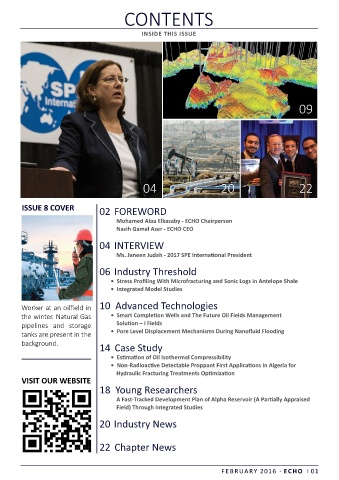 CONTENTS
INSIDE THIS ISSUE
SPE
Internati
09
04
20
22
ISSUE 8 COVER
Worker at an oilfield in
the winter. Natural Gas
pipelines and storage
tanks are present in the
background.
VISIT OUR WEBSITE
02 FOREWORD
Mohamed Alaa Elkasaby - ECHO Chairperson
Nazih Gamal Azer - ECHO CEO
04 INTERVIEW
Ms. Janeen Judah - 2017 SPE International President
06 Industry Threshold
• Stress Profiling With Microfracturing and Sonic Logs in Antelope Shale
• Integrated Model Studies
10 Advanced Technologies
• Smart Completion Wells and The Future Oil Fields Management
Solution – I Fields
• Pore Level Displacement Mechanisms During Nanofluid Flooding
14 Case Study
• Estimation of Oil Isothermal Compressibility
• Non-Radioactive Detectable Proppant First Applications in Algeria for
Hydraulic Fracturing Treatments Optimization
18 Young Researchers
A Fast-Tracked Development Plan of Alpha Reservoir (A Partially Appraised
Field) Through Integrated Studies
20 Industry News
22 Chapter News
FEBRUARY 2016 - ECHO | 01